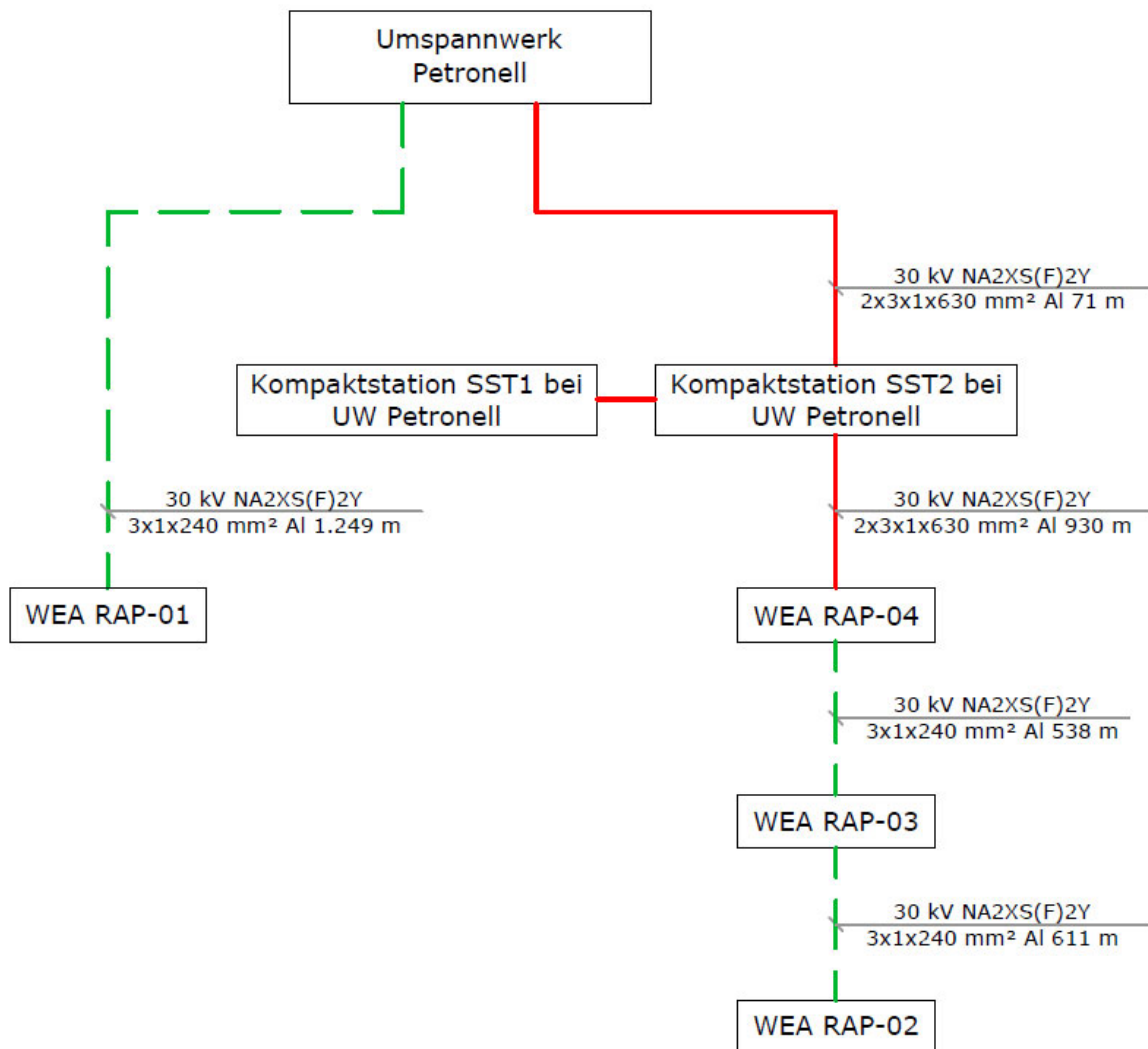 Umspannwerk
Petronell
30 kV NA2XS(F)2Y
2x3x1x630 mm² Al 71 m
Kompaktstation SST1 bei
UW Petronell
Kompaktstation SST2 bei
UW Petronell
30 kV NA2XS(F)2Y
3x1x240 mm² Al 1.249 m
30 kV NA2XS(F)2Y
2x3x1x630 mm² Al 930 m
WEA RAP-01
WEA RAP-04
30 kV NA2XS(F)2Y
3x1x240 mm² Al 538 m
WEA RAP-03
30 kV NA2XS(F)2Y
3x1x240 mm² Al 611 m
WEA RAP-02